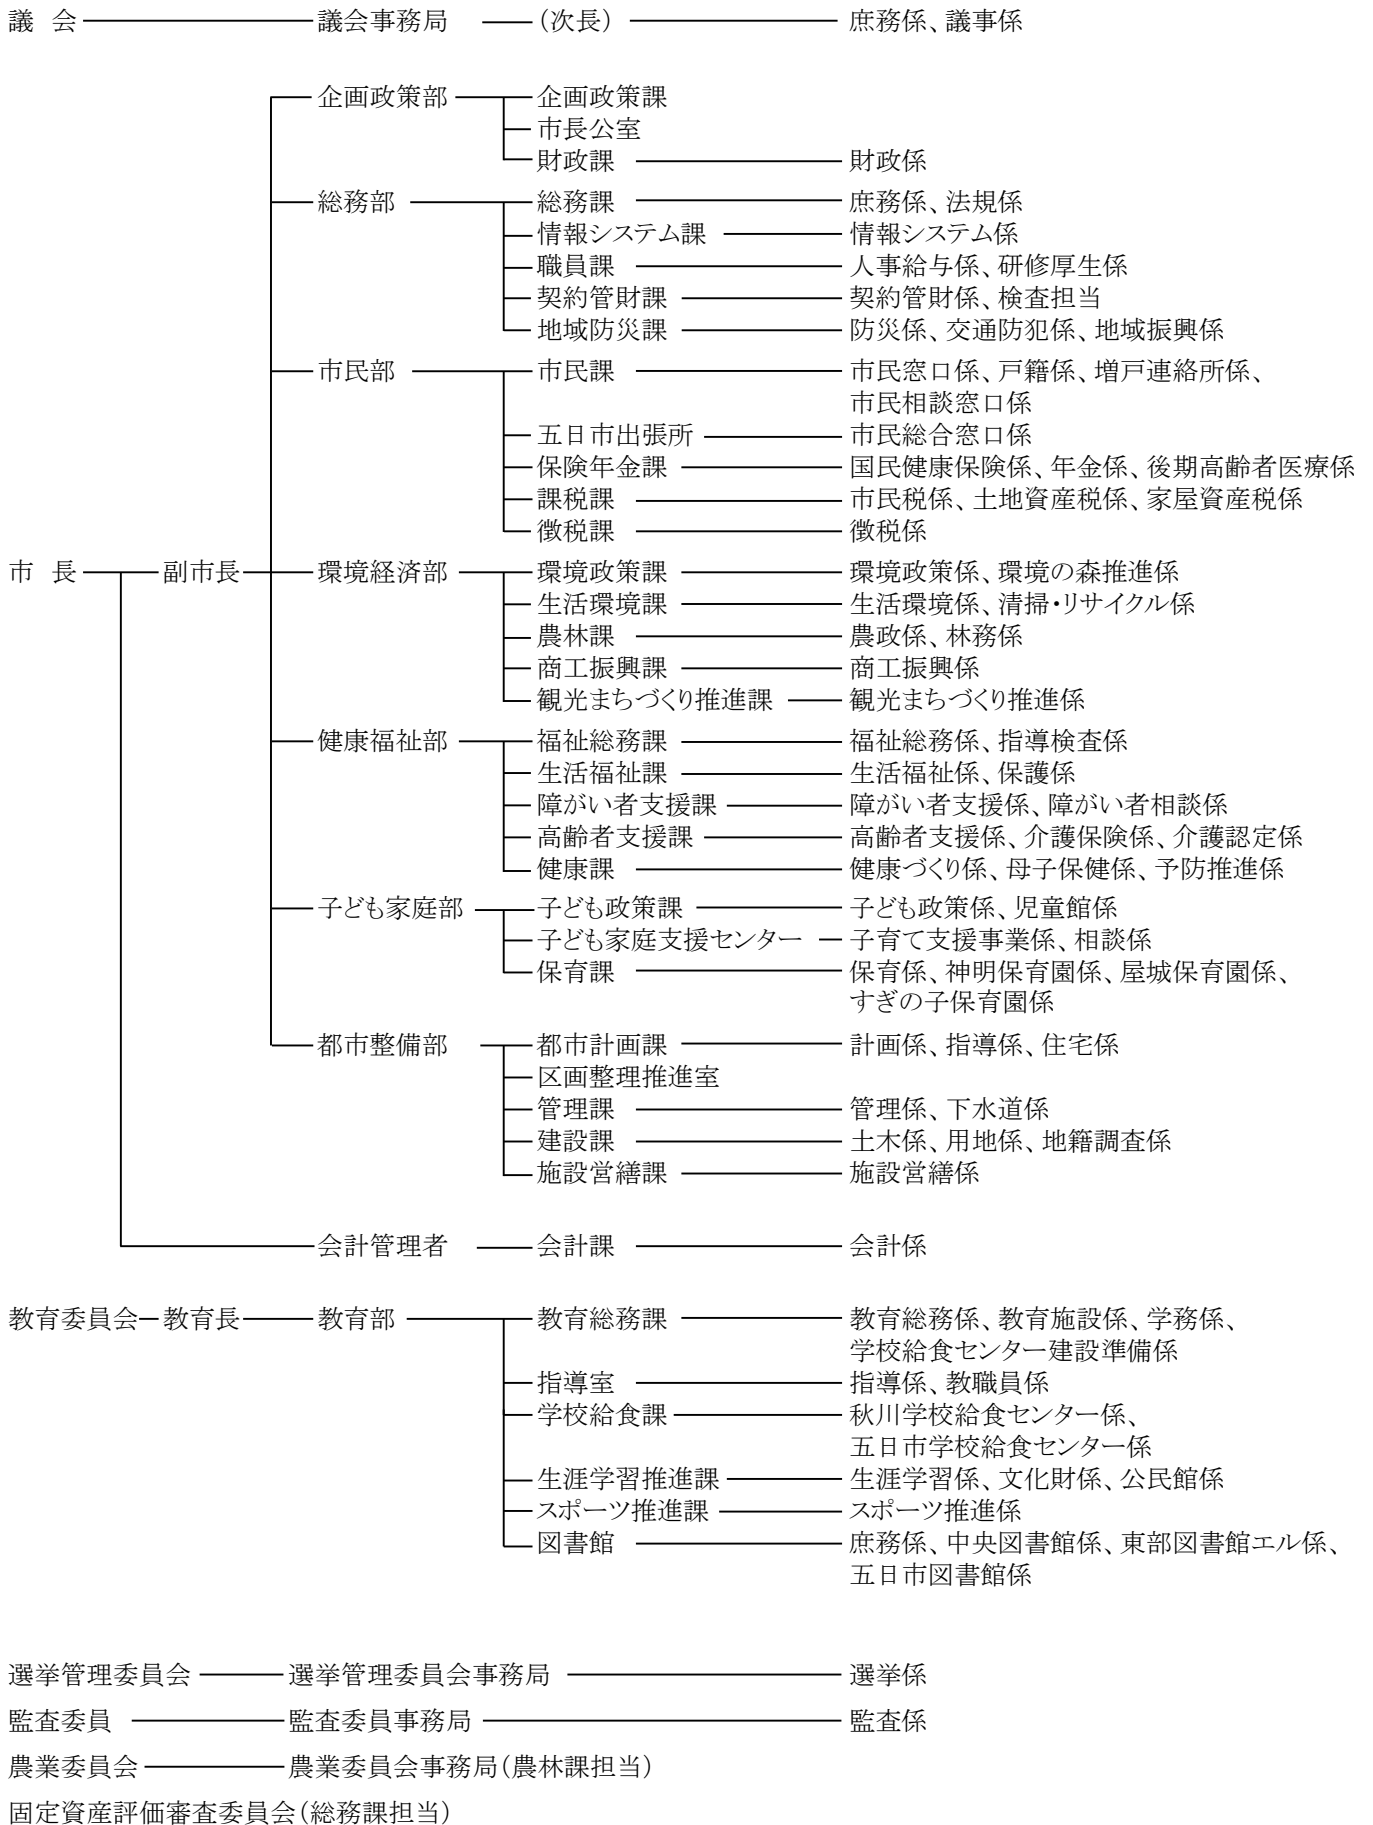 議 会 議会事務局 (次長) 庶務係、議事係
企画政策部 企画政策課
市長公室
財政課 財政係
総務部 総務課 庶務係、法規係
情報システム課 情報システム係
職員課 人事給与係、研修厚生係
契約管財課 契約管財係、検査担当
地域防災課 防災係、交通防犯係、地域振興係
市民部 市民課 市民窓口係、戸籍係、増戸連絡所係、
市民相談窓口係
五日市出張所 市民総合窓口係
保険年金課 国民健康保険係、年金係、後期高齢者医療係
課税課 市民税係、土地資産税係、家屋資産税係
徴税課 徴税係
市 長 副市長 環境経済部 環境政策課 環境政策係、環境の森推進係
生活環境課 生活環境係、清掃・リサイクル係
農林課 農政係、林務係
商工振興課 商工振興係
観光まちづくり推進課 観光まちづくり推進係
健康福祉部 福祉総務課 福祉総務係、指導検査係
生活福祉課 生活福祉係、保護係
障がい者支援課 障がい者支援係、障がい者相談係
高齢者支援課 高齢者支援係、介護保険係、介護認定係
健康課 健康づくり係、母子保健係、予防推進係
子ども家庭部 子ども政策課 子ども政策係、児童館係
子ども家庭支援センター 子育て支援事業係、相談係
保育課 保育係、神明保育園係、屋城保育園係、
すぎの子保育園係
都市整備部 都市計画課 計画係、指導係、住宅係
区画整理推進室
管理課 管理係、下水道係
建設課 土木係、用地係、地籍調査係
施設営繕課 施設営繕係
会計管理者 会計課 会計係
教育委員会 教育長 教育部 教育総務課 教育総務係、教育施設係、学務係、
学校給食センター建設準備係
指導室 指導係、教職員係
学校給食課 秋川学校給食センター係、
五日市学校給食センター係
生涯学習推進課 生涯学習係、文化財係、公民館係
スポーツ推進課 スポーツ推進係
図書館 庶務係、中央図書館係、東部図書館エル係、
五日市図書館係
選挙管理委員会 選挙管理委員会事務局 選挙係
監査委員 監査委員事務局 監査係
農業委員会 農業委員会事務局(農林課担当)
固定資産評価審査委員会(総務課担当)